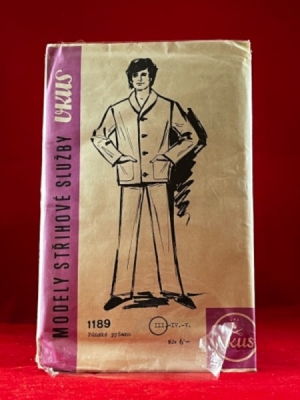 MODELY STŘIHOVÉ SLUŽBY vkus
1189
Pánské pyžamo
III.-IV.-V.
Kčs 6/-
vkus